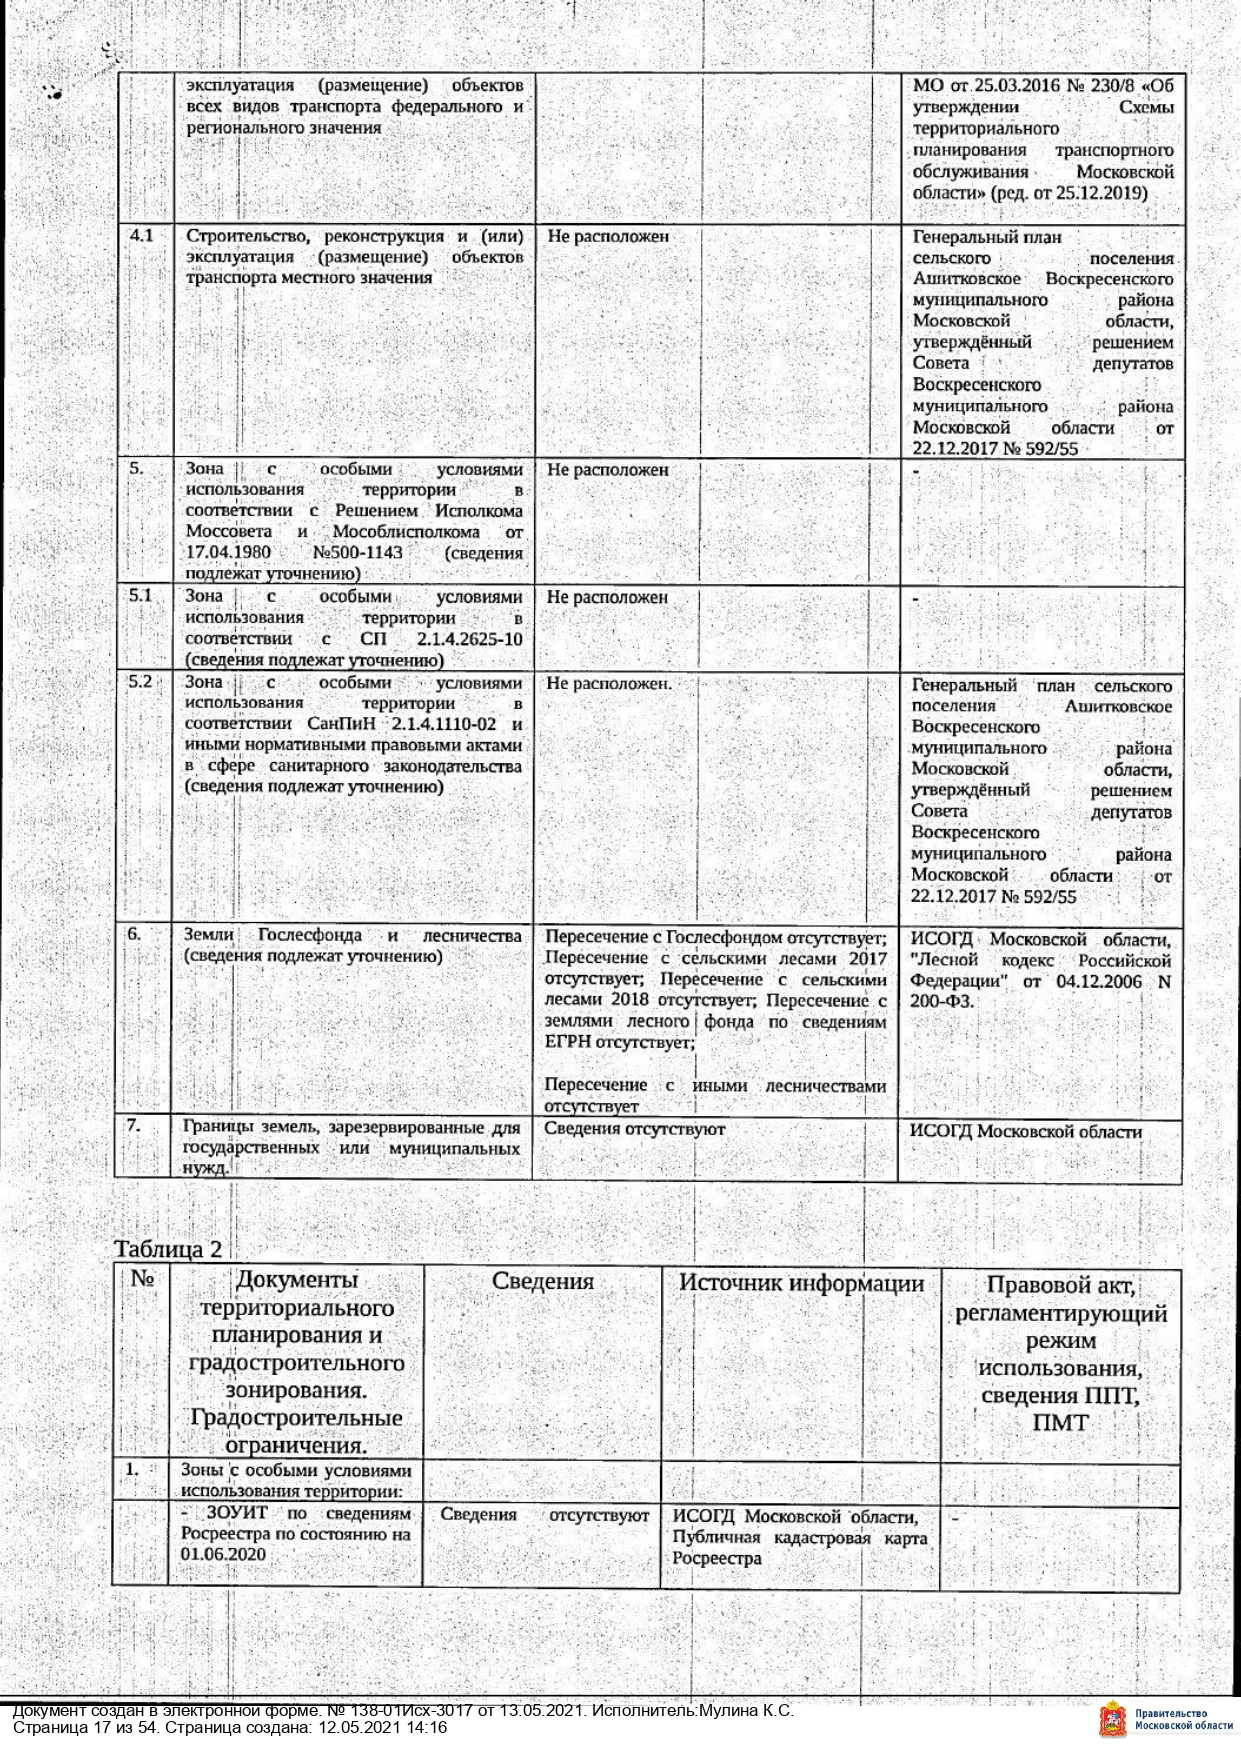 эксплуатация (размещение) объектов
всех видов транспорта федерального и
регионального значения
МО от 25.03.2016 № 230/8 «Об
утверждении Схемы
территориального
планирования транспортного
обслуживания Московской
области» (ред. от 25.12.2019)
4.1
Строительство, реконструкция и (или)
эксплуатация (размещение) объектов
транспорта местного значения
Не расположен
Генеральный план
сельского поселения
Ашитковское Воскресенского
муниципального района
Московской области,
утверждённый решением
Совета депутатов
Воскресенского
муниципального района
Московской области от
22.12.2017 № 592/55
5.
Зона с особыми условиями
использования территории в
соответствии с Решением Исполкома
Моссовета и Мособлисполкома от
17.04.1980 №500-1143 (сведения
подлежат уточнению)
Не расположен
-
5.1
Зона с особыми условиями
использования территории в
соответствии с СП 2.1.4.2625-10
(сведения подлежат уточнению)
Не расположен
-
5.2
Зона с особыми условиями
использования территории в
соответствии СанПиН 2.1.4.1110-02 и
иными нормативными правовыми актами
в сфере санитарного законодательства
(сведения подлежат уточнению)
Не расположен.
Генеральный план сельского
поселения Ашитковское
Воскресенского
муниципального района
Московской области,
утверждённый решением
Совета депутатов
Воскресенского
муниципального района
Московской области от
22.12.2017 № 592/55
6.
Земли Гослесфонда и лесничества
(сведения подлежат уточнению)
Пересечение с Гослесфондом отсутствует;
Пересечение с сельскими лесами 2017
отсутствует; Пересечение с сельскими
лесами 2018 отсутствует; Пересечение с
землями лесного фонда по сведениям
ЕГРН отсутствует;
Пересечение с иными лесничествами
отсутствует
ИСОГД Московской области,
"Лесной кодекс Российской
Федерации" от 04.12.2006 N
200-ФЗ.
7.
Границы земель, зарезервированные для
государственных или муниципальных
нужд.
Сведения отсутствуют
ИСОГД Московской области
Таблица 2
№
Документы
территориального
планирования и
градостроительного
зонирования.
Градостроительные
ограничения.
Сведения
Источник информации
Правовой акт,
регламентирующий
режим
использования,
сведения ППТ,
ПМТ
1.
Зоны с особыми условиями
использования территории:
- ЗОУИТ по сведениям
Росреестра по состоянию на
01.06.2020
Сведения отсутствуют
ИСОГД Московской области,
Публичная кадастровая карта
Росреестра
-
Документ создан в электронной форме. № 138-01Исх-3017 от 13.05.2021. Исполнитель:Мулина К.С.
Страница 17 из 54. Страница создана: 12.05.2021 14:16
Правительство
Московской области